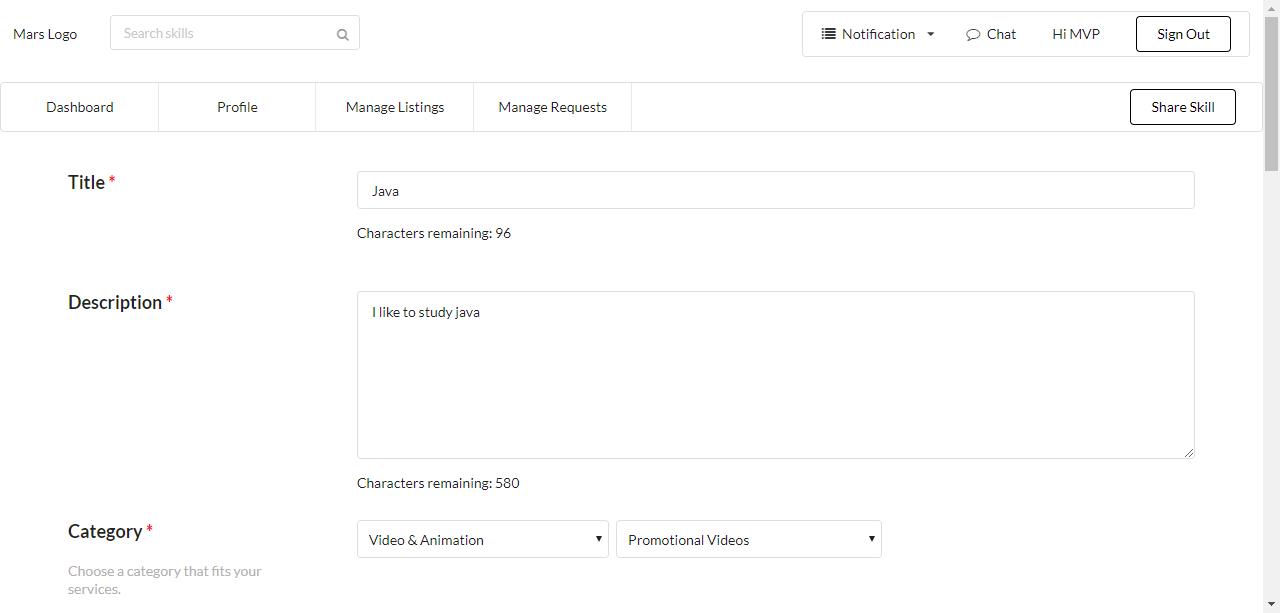 Mars Logo
Search skills
Notification
Chat
Hi MVP
Sign Out
Dashboard
Profile
Manage Listings
Manage Requests
Share Skill
Title *
Java
Characters remaining: 96
Description *
I like to study java
Characters remaining: 580
Category *
Video & Animation
Promotional Videos
Choose a category that fits your
services.